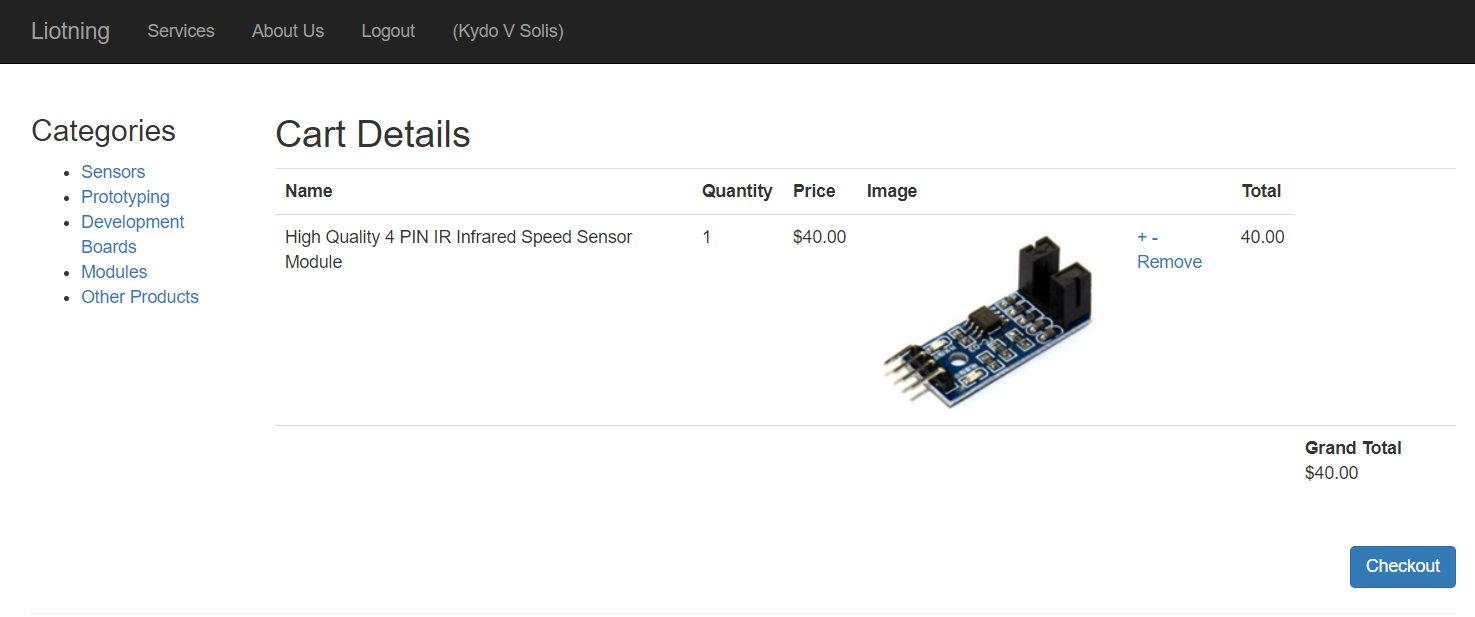 Liotning Services About Us Logout (Kydo V Solis)
Categories
Sensors
Prototyping
Development
Boards
Modules
Other Products
Cart Details
Name Quantity Price Image Total
High Quality 4 PIN IR Infrared Speed Sensor 1 $40.00 + - 40.00
Module Remove
Grand Total
$40.00
Checkout